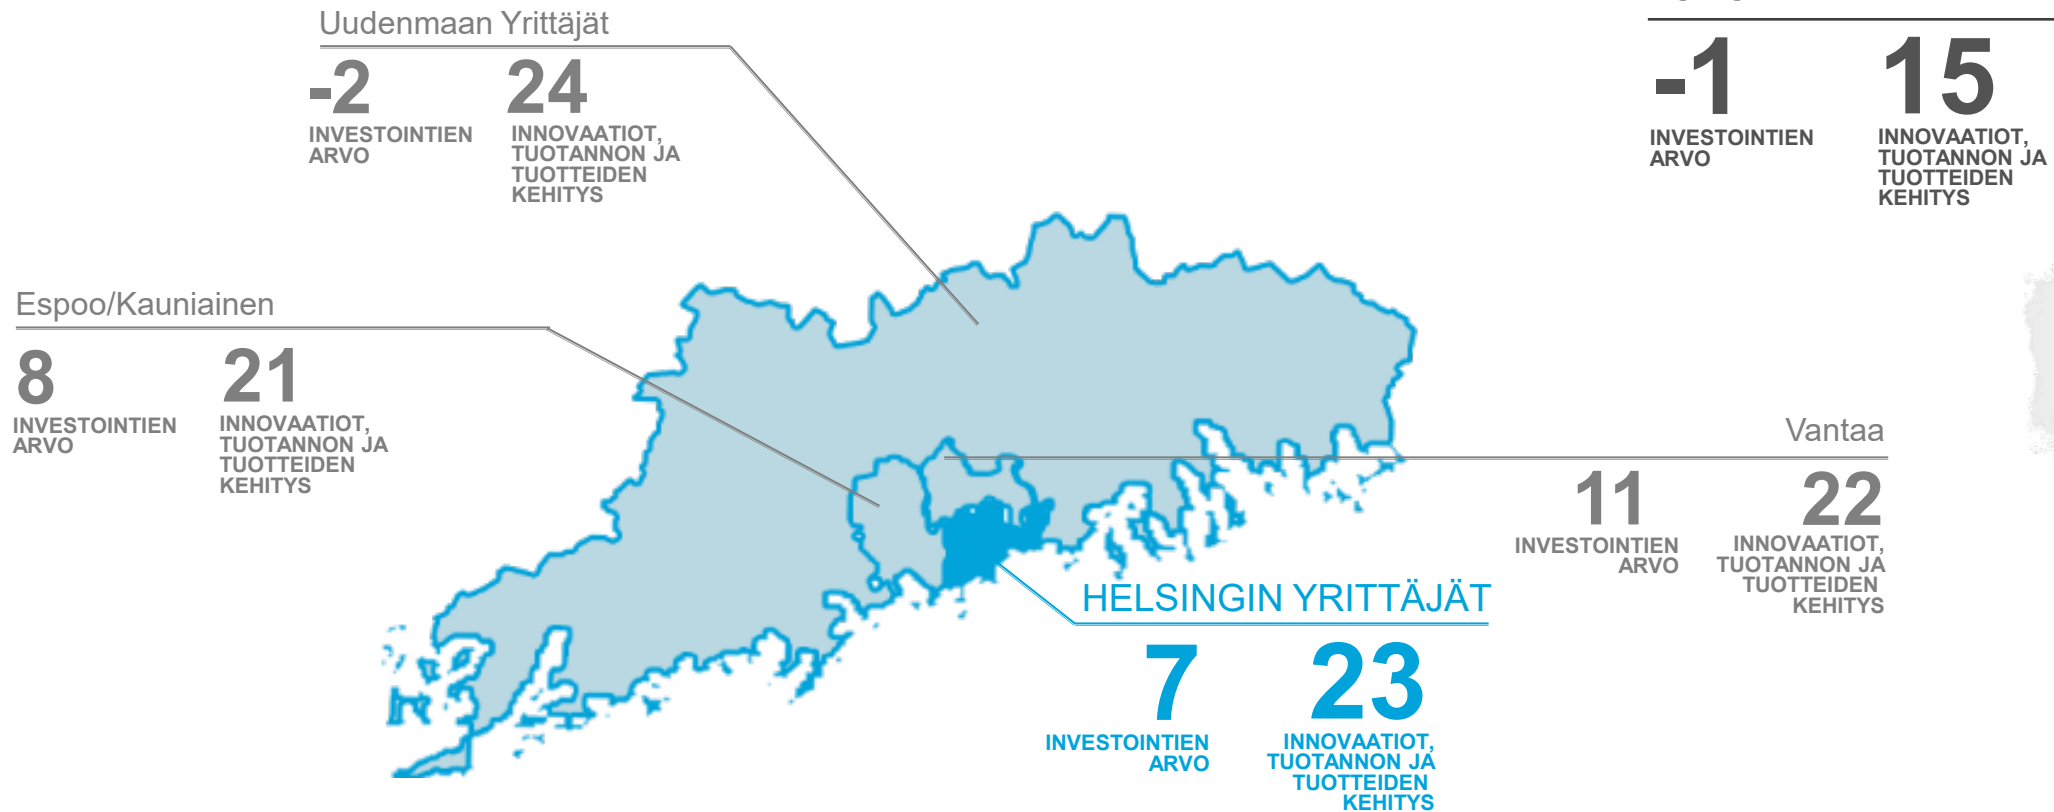 Uudenmaan Yrittäjät
-2 24
INVESTOINTIEN
ARVO
INNOVAATIOT,
TUOTANNON JA
TUOTTEIDEN
KEHITYS
-1 15
INVESTOINTIEN
ARVO
INNOVAATIOT,
TUOTANNON JA
TUOTTEIDEN
KEHITYS
Espoo/Kauniainen
8 21
INVESTOINTIEN
ARVO
INNOVAATIOT,
TUOTANNON JA
TUOTTEIDEN
KEHITYS
Vantaa
11 22
INVESTOINTIEN
ARVO
INNOVAATIOT,
TUOTANNON JA
TUOTTEIDEN
KEHITYS
HELSINGIN YRITTÄJÄT
7 23
INVESTOINTIEN
ARVO
INNOVAATIOT,
TUOTANNON JA
TUOTTEIDEN
KEHITYS